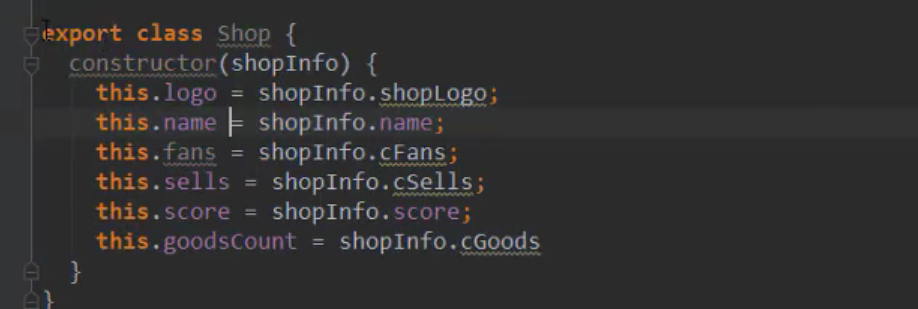 export class Shop {
constructor(shopInfo) {
this.logo = shopInfo.shopLogo;
this.name = shopInfo.name;
this.fans = shopInfo.cFans;
this.sells = shopInfo.cSells;
this.score = shopInfo.score;
this.goodsCount = shopInfo.cGoods
}
}